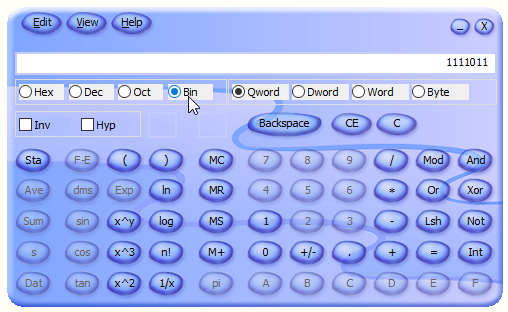 Edit View Help
1111011
Hex Dec Oct Bin Qword Dword Word Byte
Inv Hyp Backspace CE C
Sta F-E ( ) MC 7 8 9 / Mod And
Ave dms Exp ln MR 4 5 6 * Or Xor
Sum sin x^y log MS 1 2 3 - Lsh Not
s cos x^3 n! M+ 0 +/- . + = Int
Dat tan x^2 1/x pi A B C D E F